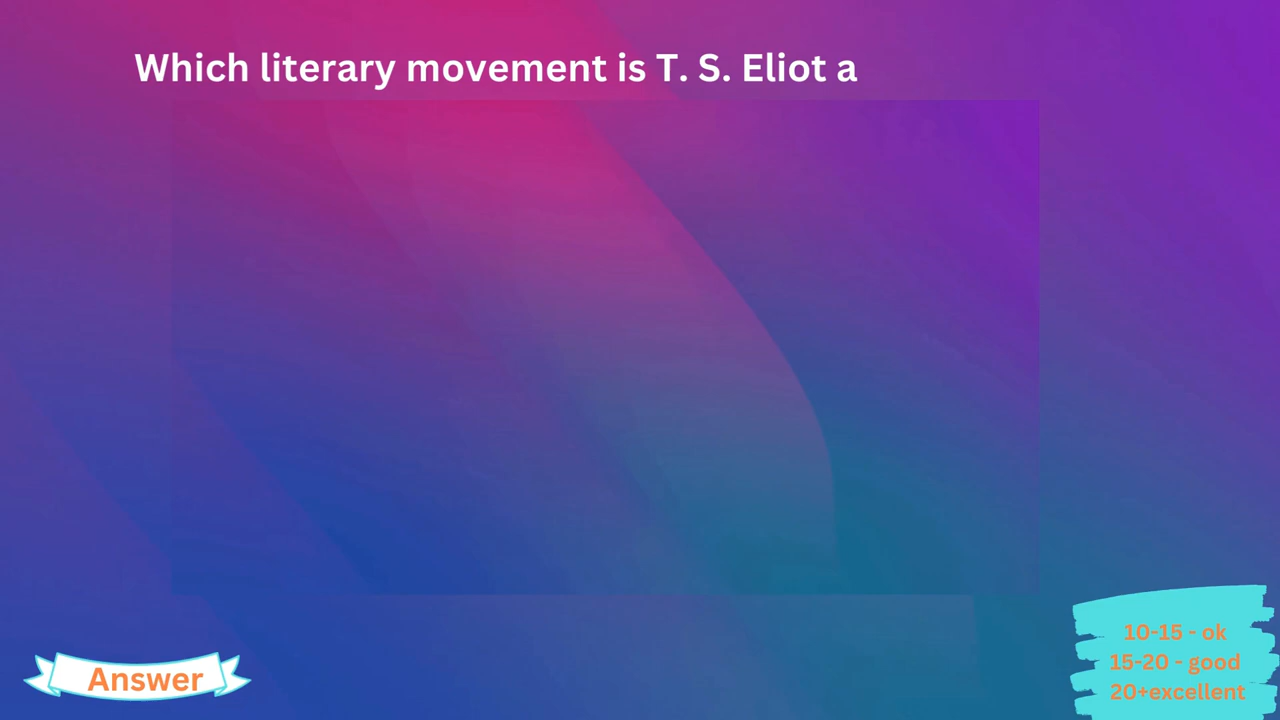 Which literary movement is T. S. Eliot a
Answer
10-15 - ok
15-20 - good
20+excellent